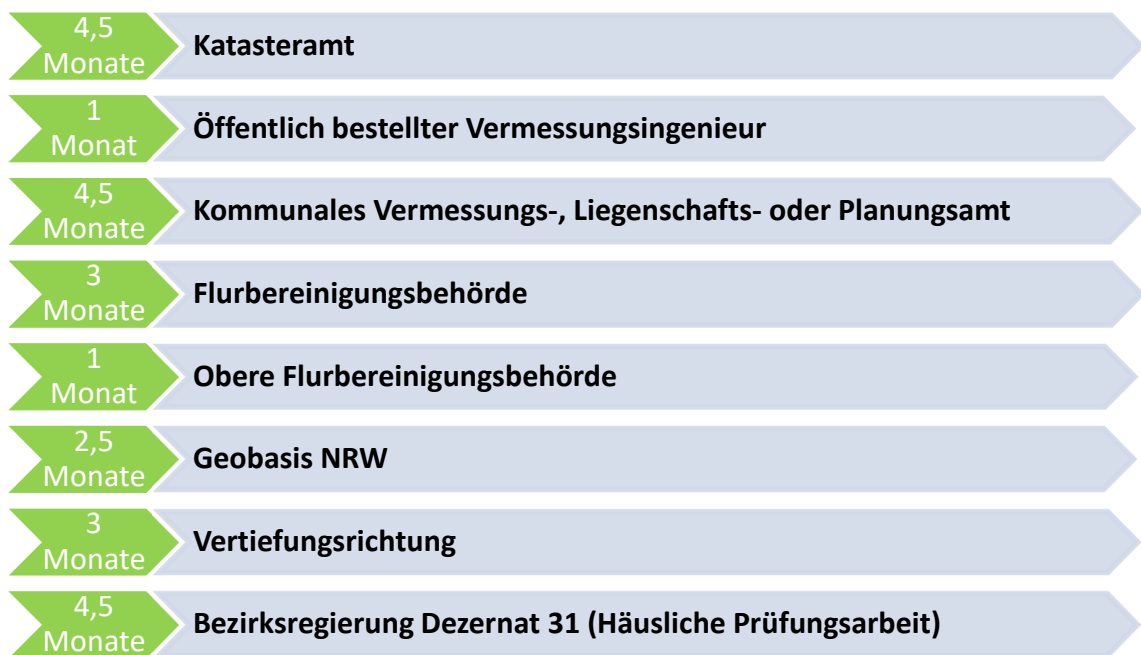 4,5
Monate
Katasteramt
1
Monat
Öffentlich bestellter Vermessungsingenieur
4,5
Monate
Kommunales Vermessungs-, Liegenschafts- oder Planungsamt
3
Monate
Flurbereinigungsbehörde
1
Monat
Obere Flurbereinigungsbehörde
2,5
Monate
Geobasis NRW
3
Monate
Vertiefungsrichtung
4,5
Monate
Bezirksregierung Dezernat 31 (Häusliche Prüfungsarbeit)